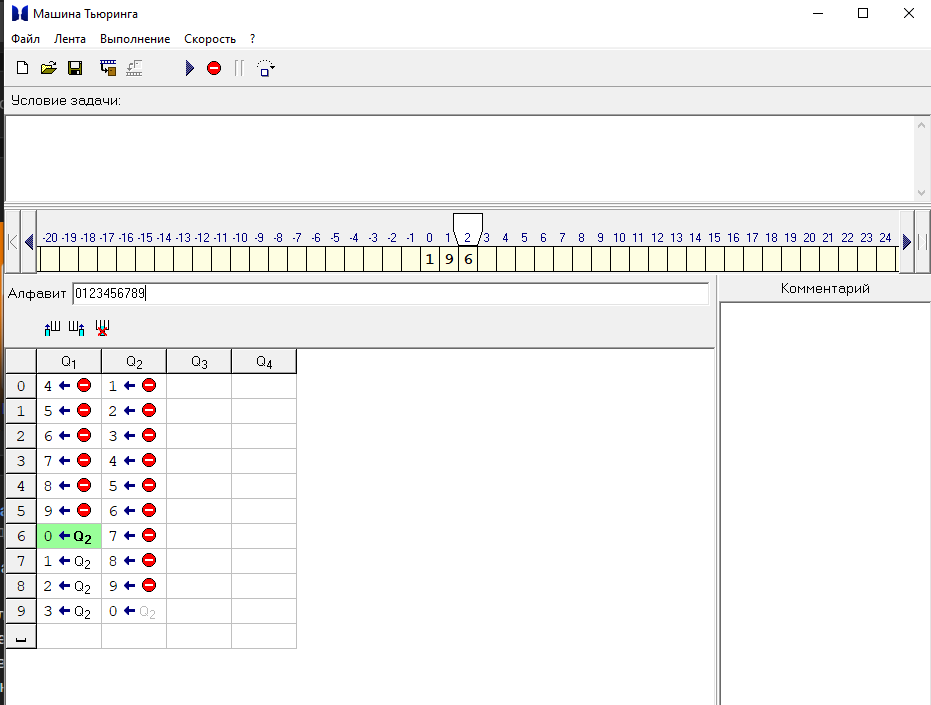 Машина Тьюринга
Файл Лента Выполнение Скорость ?
Условие задачи:
-20 -19 -18 -17 -16 -15 -14 -13 -12 -11 -10 -9 -8 -7 -6 -5 -4 -3 -2 -1 0 1 2 3 4 5 6 7 8 9 10 11 12 13 14 15 16 17 18 19 20 21 22 23 24
1 9 6
Алфавит 0123456789
Комментарий
Q1 Q2 Q3 Q4
0 4 ← 1 ←
1 5 ← 2 ←
2 6 ← 3 ←
3 7 ← 4 ←
4 8 ← 5 ←
5 9 ← 6 ←
6 0 ← Q2 7 ←
7 1 ← Q2 8 ←
8 2 ← Q2 9 ←
9 3 ← Q2 0 ← Q2